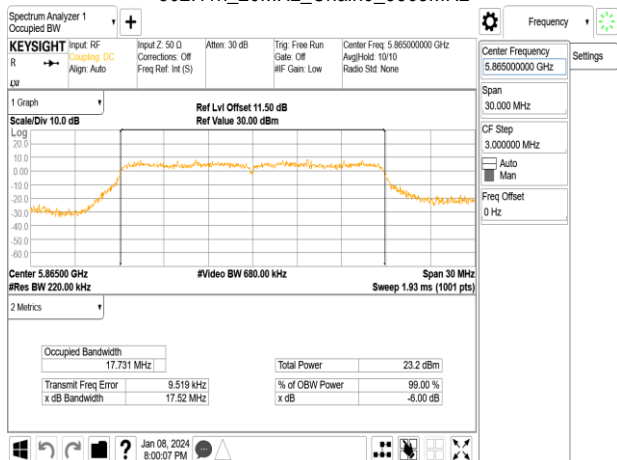 Spectrum Analyzer 1
Occupied BW
Frequency
KEYSIGHT
R
Input: RF
Coupling: DC
Align: Auto
Input Z: 50 Ω
Corrections: Off
Freq Ref: Int (S)
Atten: 30 dB
Trig: Free Run
Gate: Off
#IF Gain: Low
Center Freq: 5.865000000 GHz
Avg|Hold: 10/10
Radio Std: None
LXI
1 Graph
Scale/Div 10.0 dB
Ref Lvl Offset 11.50 dB
Ref Value 30.00 dBm
Log
20.0
10.0
0.00
-10.0
-20.0
-30.0
-40.0
-50.0
-60.0
Center 5.86500 GHz
#Video BW 680.00 kHz
Span 30 MHz
#Res BW 220.00 kHz
Sweep 1.93 ms (1001 pts)
2 Metrics
Occupied Bandwidth
17.731 MHz
Total Power
23.2 dBm
Transmit Freq Error
9.519 kHz
% of OBW Power
99.00 %
x dB Bandwidth
17.52 MHz
x dB
-6.00 dB
Jan 08, 2024
8:00:07 PM
Center Frequency
5.865000000 GHz
Settings
Span
30.000 MHz
CF Step
3.000000 MHz
Auto
Man
Freq Offset
0 Hz